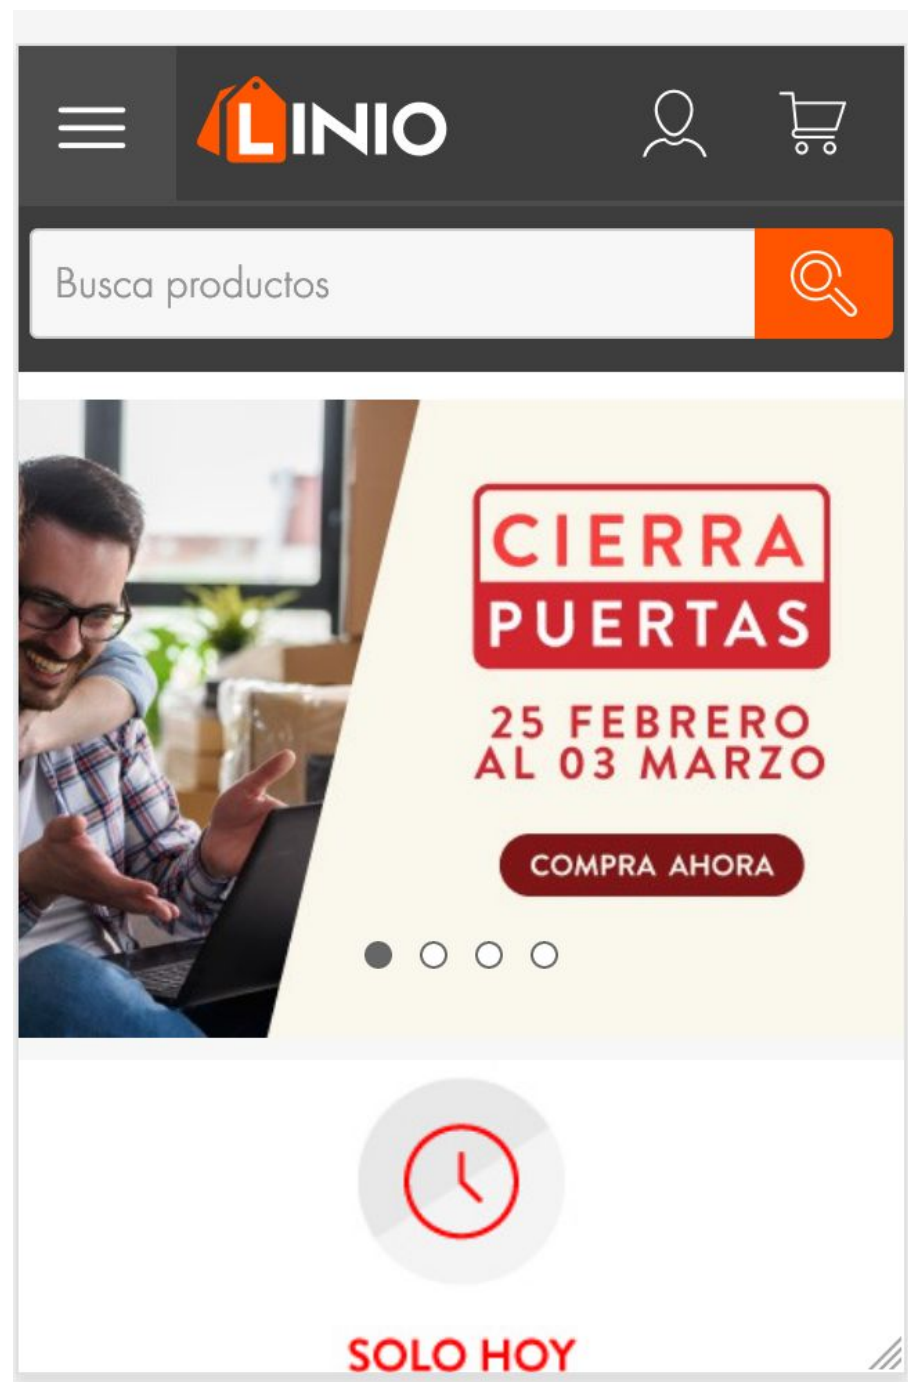 LINIO
Busca productos
CIERRA
PUERTAS
25 FEBRERO
AL 03 MARZO
COMPRA AHORA
SOLO HOY